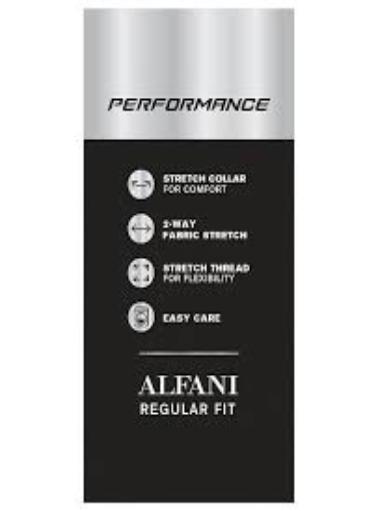 PERFORMANCE
STRETCH COLLAR
FOR COMFORT
2-WAY
FABRIC STRETCH
STRETCH THREAD
FOR FLEXIBILITY
EASY CARE
ALFANI
REGULAR FIT